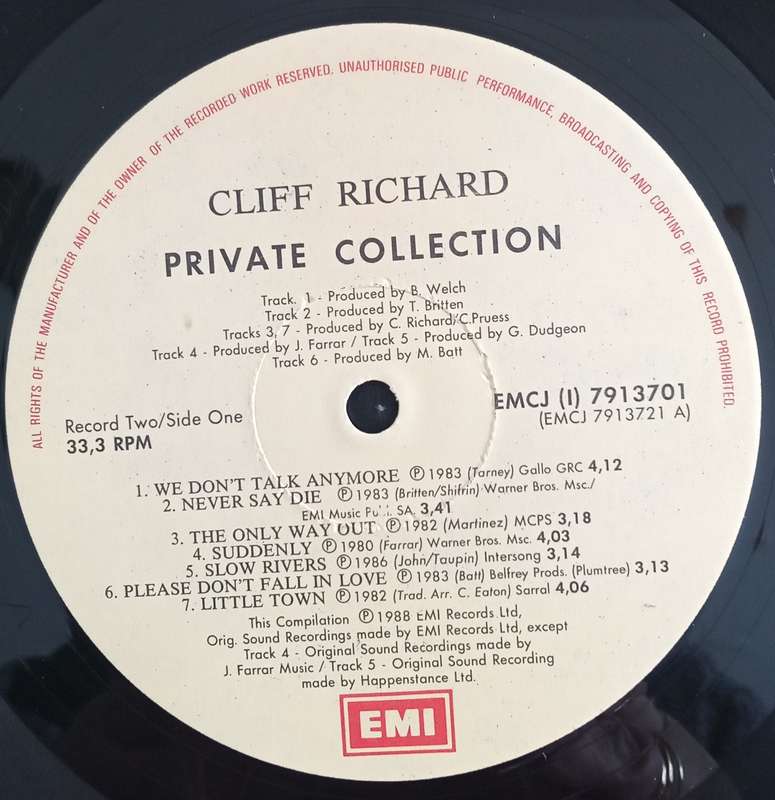 ALL RIGHTS OF THE MANUFACTURER AND OF THE OWNER OF THE RECORDED WORK RESERVED. UNAUTHORISED PUBLIC PERFORMANCE, BROADCASTING AND COPYING OF THIS RECORD PROHIBITED.
CLIFF RICHARD
PRIVATE COLLECTION
Track. 1 - Produced by B. Welch
Track 2 - Produced by T. Britten
Tracks 3, 7 - Produced by C. Richard/C.Pruess
Track 4 - Produced by J. Farrar / Track 5 - Produced by G. Dudgeon
Track 6 - Produced by M. Batt
EMCJ (I) 7913701
(EMCJ 7913721 A)
Record Two/Side One
33,3 RPM
1. WE DON'T TALK ANYMORE ℗ 1983 (Tarney) Gallo GRC 4,12
2. NEVER SAY DIE ℗ 1983 (Britten/Shifrin) Warner Bros. Msc./
EMI Music SA 3,41
3. THE ONLY WAY OUT ℗ 1982 (Martinez) MCPS 3,18
4. SUDDENLY ℗ 1980 (Farrar) Warner Bros. Msc. 4,03
5. SLOW RIVERS ℗ 1986 (John/Taupin) Intersong 3,14
6. PLEASE DON'T FALL IN LOVE ℗ 1983 (Batt) Belfrey Prods. (Plumtree) 3,13
7. LITTLE TOWN ℗ 1982 (Trad. Arr. C. Eaton) Sarral 4,06
This Compilation ℗ 1988 EMI Records Ltd,
Orig. Sound Recordings made by EMI Records Ltd, except
Track 4 - Original Sound Recordings made by
J. Farrar Music / Track 5 - Original Sound Recording
made by Happenstance Ltd.
EMI